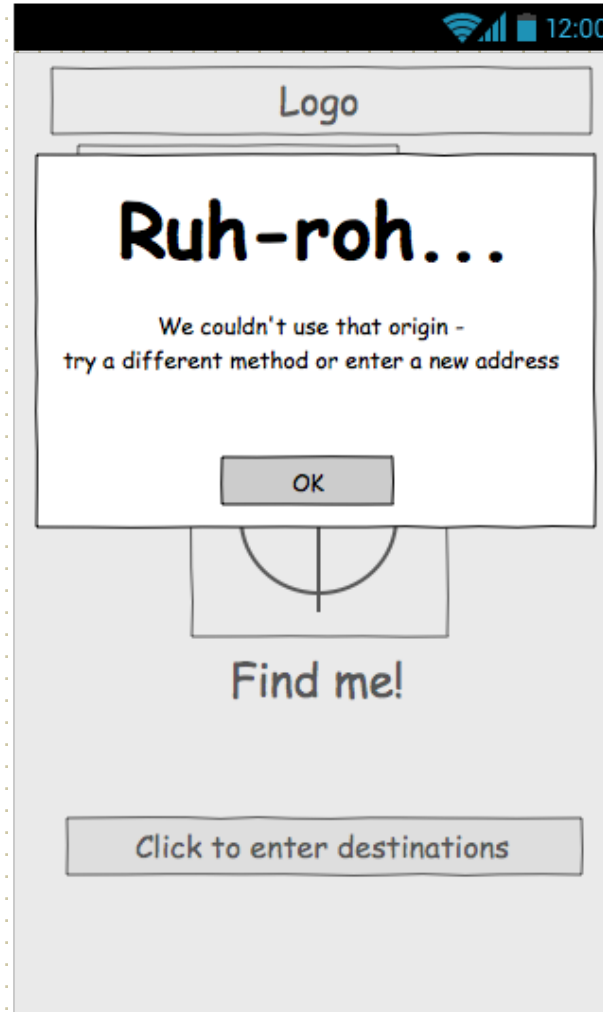 12:00
Logo
Ruh-roh...
We couldn't use that origin -
try a different method or enter a new address
OK
Find me!
Click to enter destinations